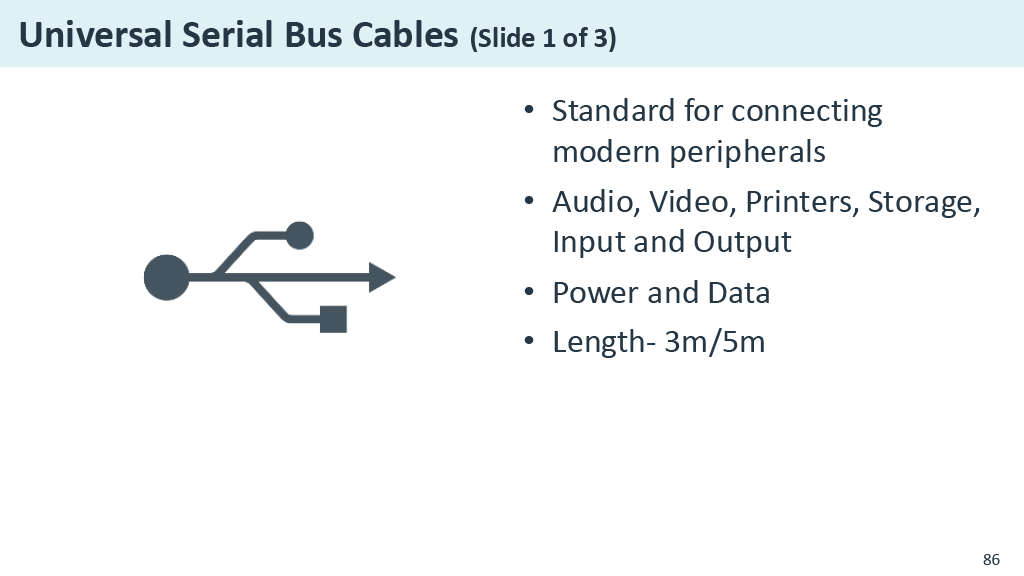 Universal Serial Bus Cables (Slide 1 of 3)
• Standard for connecting
modern peripherals
• Audio, Video, Printers, Storage,
Input and Output
• Power and Data
• Length- 3m/5m
86